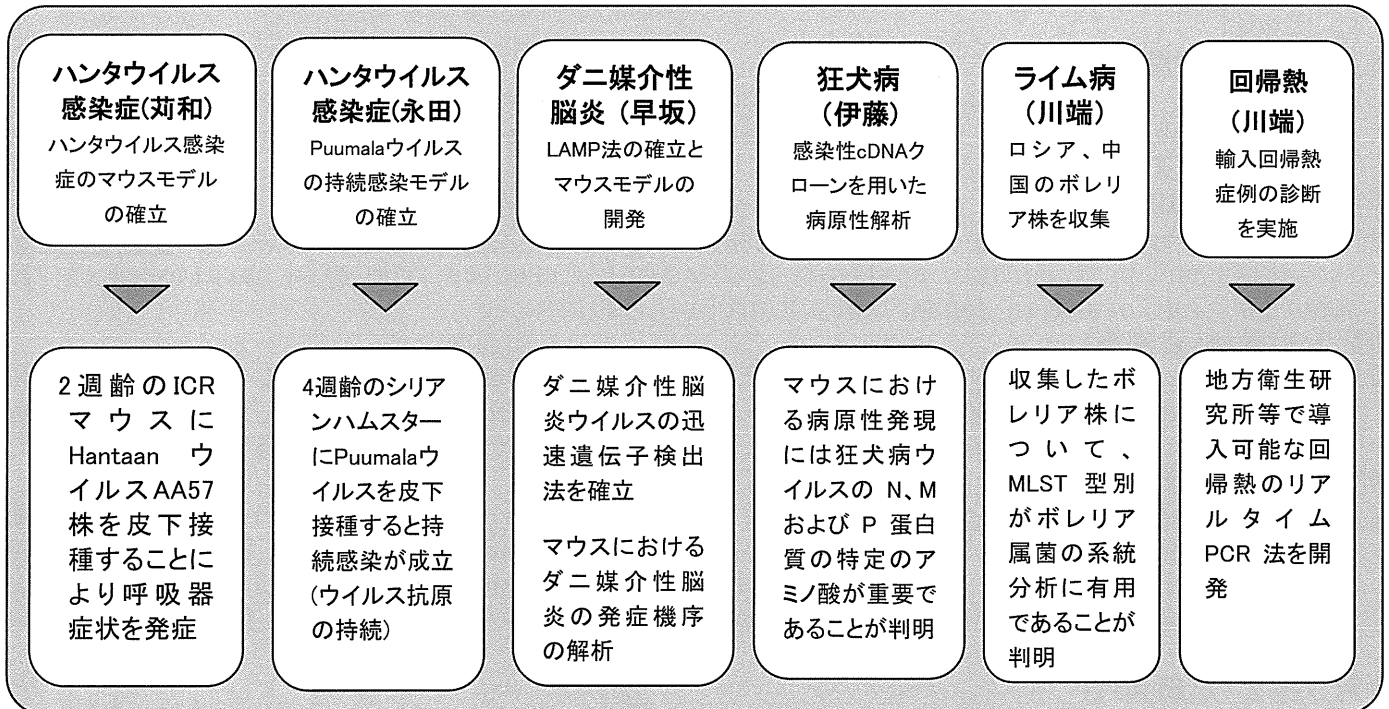 ハンタウイルス
感染症(苅和)
ハンタウイルス感染
症のマウスモデル
の確立
ハンタウイルス
感染症(永田)
Puumalaウイルス
の持続感染モデル
の確立
ダニ媒介性
脳炎（早坂）
LAMP法の確立と
マウスモデルの
開発
狂犬病
（伊藤）
感染性cDNAク
ローンを用いた
病原性解析
ライム病
（川端）
ロシア、中
国のボレリ
ア株を収集
回帰熱
（川端）
輸入回帰熱
症例の診断
を実施
2週齢のICR
マウスに
Hantaan ウ
イルスAA57
株を皮下接
種することに
より呼吸器
症状を発症
4週齢のシリア
ンハムスター
にPuumalaウ
イルスを皮下
接種すると持
続感染が成立
(ウイルス抗原
の持続)
ダニ媒介性脳
炎ウイルスの迅
速遺伝子検出
法を確立
マウスにおける
ダニ媒介性脳
炎の発症機序
の解析
マウスにおけ
る病原性発現
には狂犬病ウ
イルスの N、M
および P 蛋白
質の特定のア
ミノ酸が重要で
あることが判明
収集したボ
レリア株に
ついて、
MLST 型別
がボレリア
属菌の系統
分析に有用
であることが
判明
地方衛生研
究所等で導
入可能な回
帰熱のリア
ルタイム
PCR 法を開
発